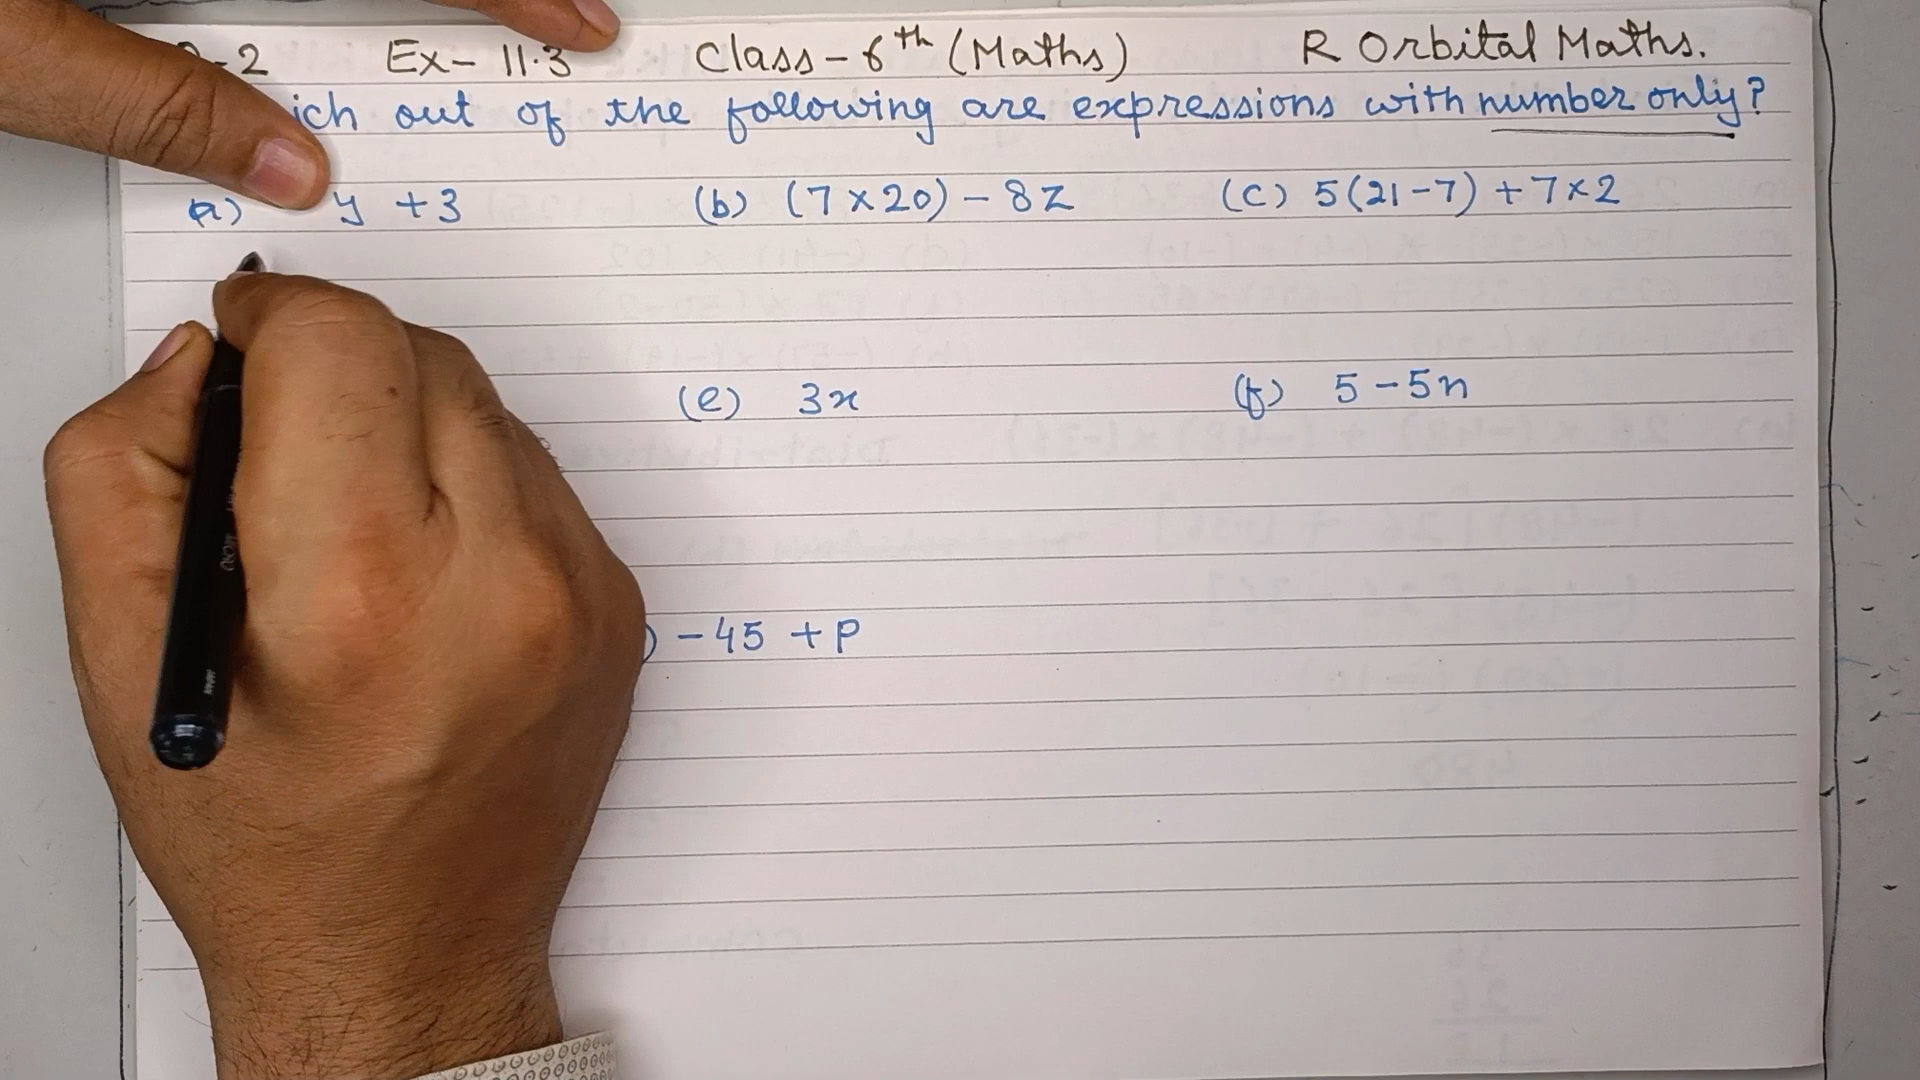 -2 Ex- 11.3 Class-6th (Maths) R Orbital Maths.
out of the following are expressions with number only?
(a) y +3 (b) (7×20) - 8z (c) 5(21-7) +7×2
(e) 3x (f) 5-5n
) -45 +p